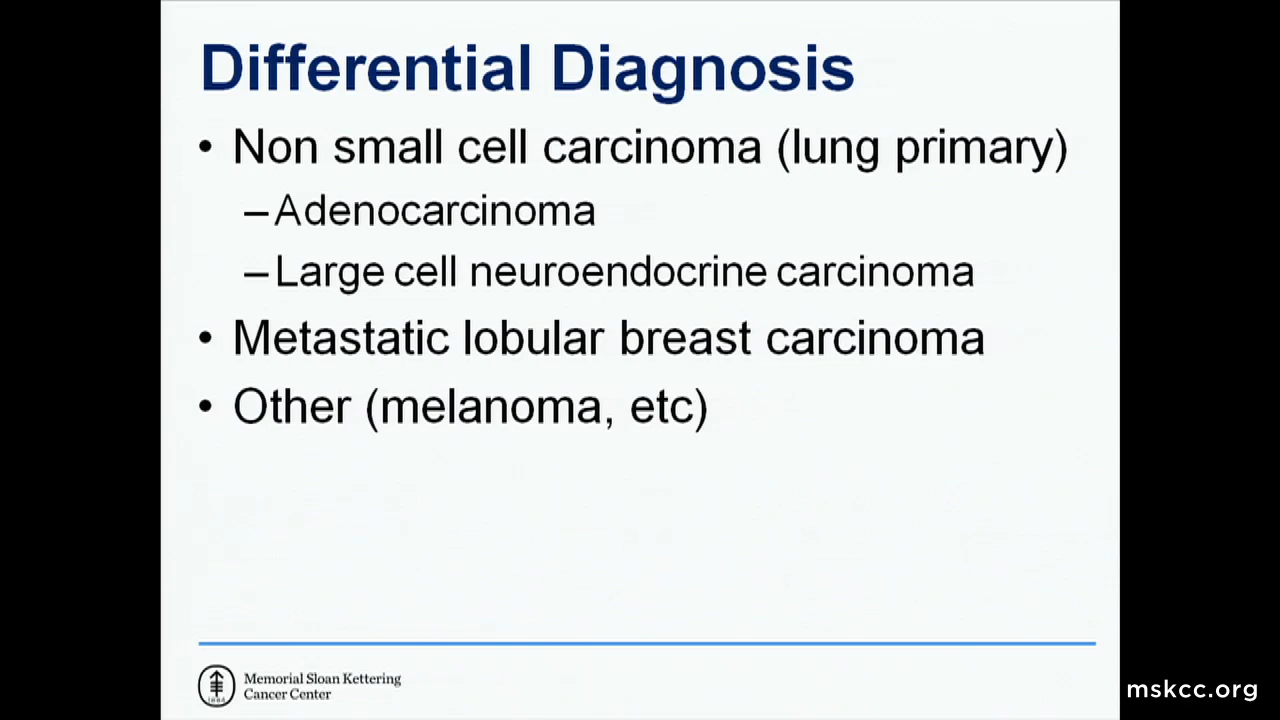 Differential Diagnosis
• Non small cell carcinoma (lung primary)
–Adenocarcinoma
–Large cell neuroendocrine carcinoma
• Metastatic lobular breast carcinoma
• Other (melanoma, etc)
Memorial Sloan Kettering
Cancer Center
mskcc.org